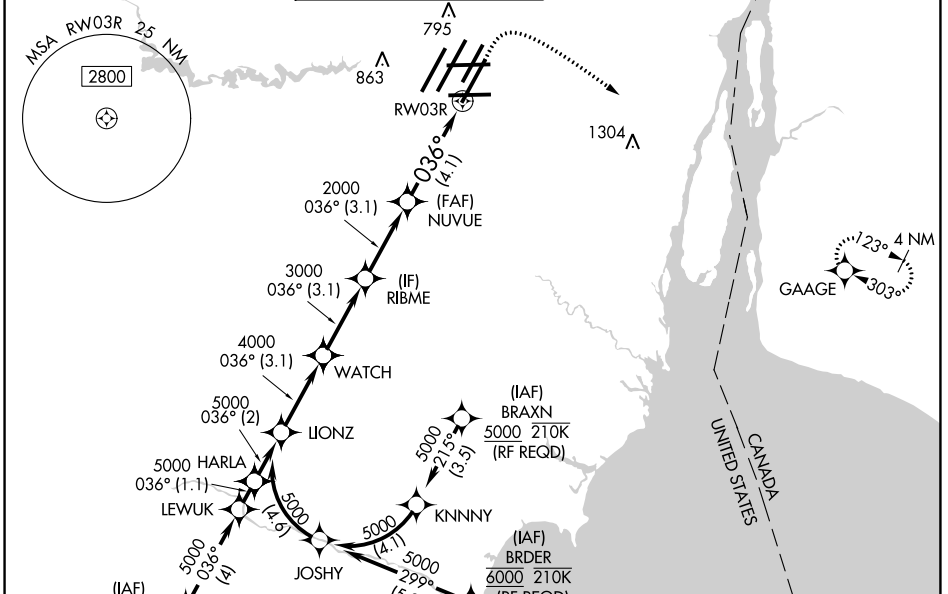 MSA RW03R 25 NM
2800
795
863
RW03R
1304
036°
(4.1)
2000
036° (3.1)
(FAF)
NUVUE
123°
4 NM
303°
GAAGE
3000
036° (3.1)
(IF)
RIBME
4000
036° (3.1)
WATCH
5000
036° (2)
LIONZ
(IAF)
BRAXN
5000 210K
(RF REQD)
5000
215°
(3.5)
CANADA
UNITED STATES
HARLA
5000
036° (1.1)
LEWUK
5000
(4.6)
KNNNY
5000
(4.1)
JOSHY
5000
036°
(4)
5000
299°
(IAF)
BRDER
6000 210K
(RF REQD)
(IAF)